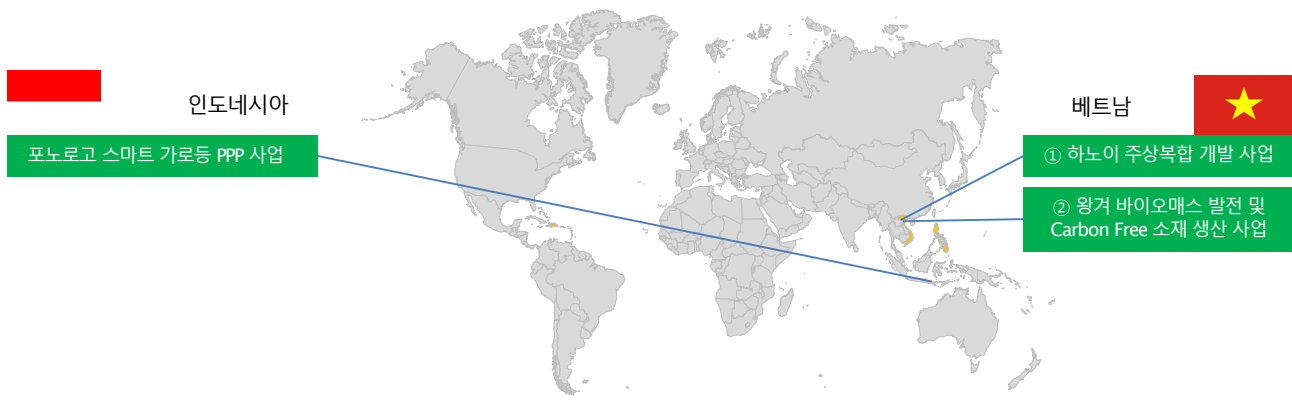 인도네시아
포노로고 스마트 가로등 PPP 사업
베트남
① 하노이 주상복합 개발 사업
② 왕겨 바이오매스 발전 및
Carbon Free 소재 생산 사업